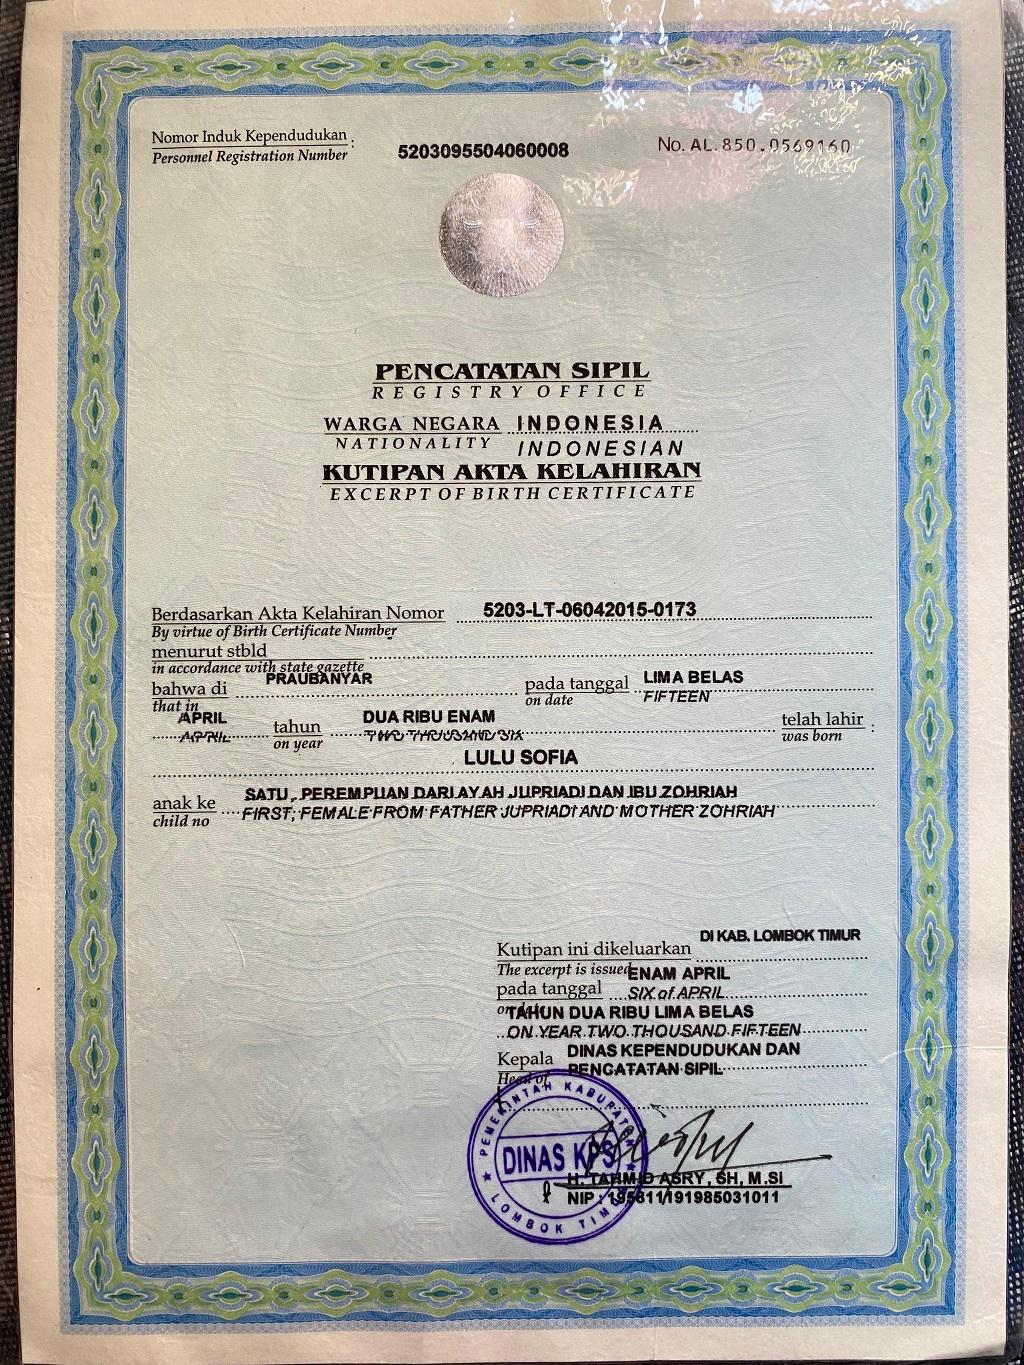 Nomor Induk Kependudukan :
Personnel Registration Number
5203095504060008
No. AL. 850.0569160
PENCATATAN SIPIL
REGISTRY OFFICE
WARGA NEGARA INDONESIA
NATIONALITY INDONESIAN
KUTIPAN AKTA KELAHIRAN
EXCERPT OF BIRTH CERTIFICATE
Berdasarkan Akta Kelahiran Nomor 5203-LT-06042015-0173
By virtue of Birth Certificate Number
menurut stbld
in accordance with state gazette
bahwa di PRAUBANYAR pada tanggal LIMA BELAS
that in on date FIFTEEN
APRIL tahun DUA RIBU ENAM telah lahir :
APRIL on year TWO THOUSAND SIX was born
LULU SOFIA
anak ke SATU, PEREMPUAN DARI AYAH JUPRIADI DAN IBU ZOHRIAH
child no FIRST, FEMALE FROM FATHER JUPRIADI AND MOTHER ZOHRIAH
Kutipan ini dikeluarkan DI KAB. LOMBOK TIMUR
The excerpt is issued
pada tanggal ENAM APRIL
on date SIX of APRIL
TAHUN DUA RIBU LIMA BELAS
ON YEAR TWO THOUSAND FIFTEEN
Kepala DINAS KEPENDUDUKAN DAN
Head of PENCATATAN SIPIL
PEMERINTAH KABUPATEN
DINAS KPS
LOMBOK TIMUR
H. TAHMID ASRY, SH, M.Si
NIP : 195811191985031011